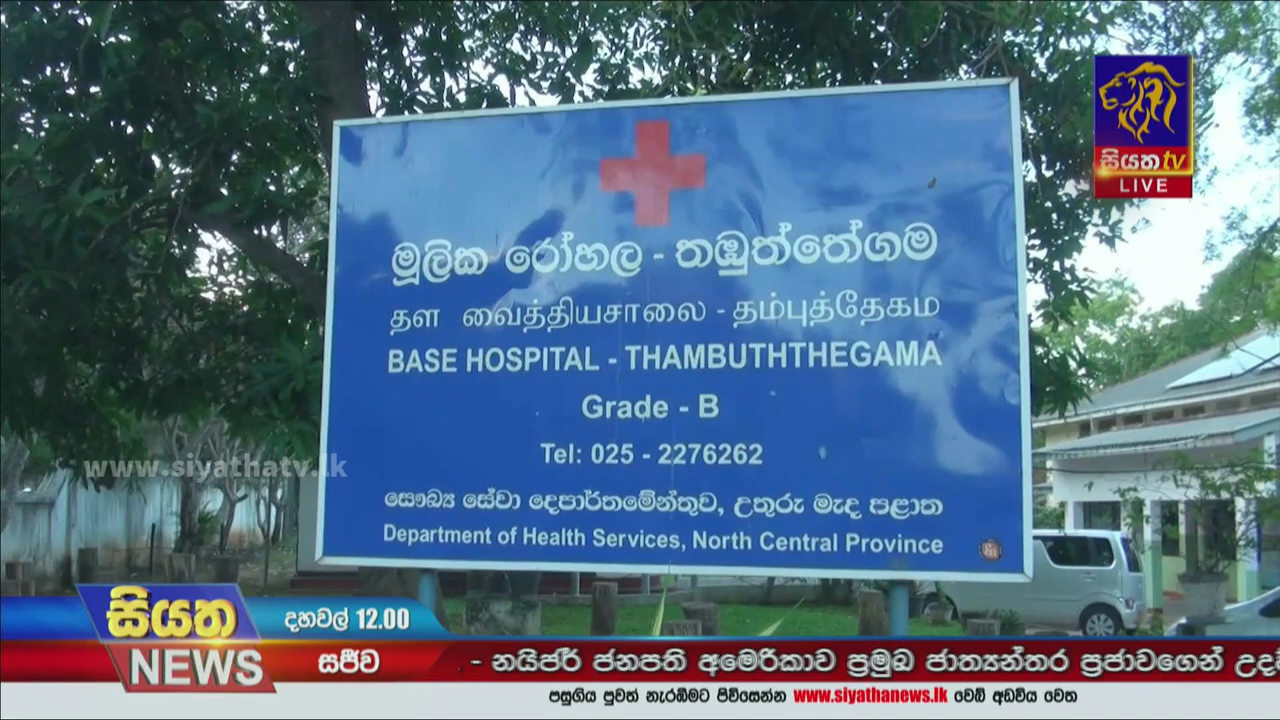 සියත tv
LIVE
මූලික රෝහල - තඹුත්තේගම
தள வைத்தியசாலை - தம்புத்தேகம
BASE HOSPITAL - THAMBUTHTHEGAMA
Grade - B
Tel: 025 - 2276262
www.siyathatv.lk
සෞඛ්‍ය සේවා දෙපාර්තමේන්තුව, උතුරු මැද පළාත
Department of Health Services, North Central Province
සියත
NEWS
දහවල් 12.00
සජීව
- නයිජර් ජනපති අමෙරිකාව ප්‍රමුඛ ජාත්‍යන්තර ප්‍රජාවගෙන්
පසුගිය පුවත් නැරඹීමට පිවිසෙන්න www.siyathanews.lk වෙබ් අඩවිය වෙත